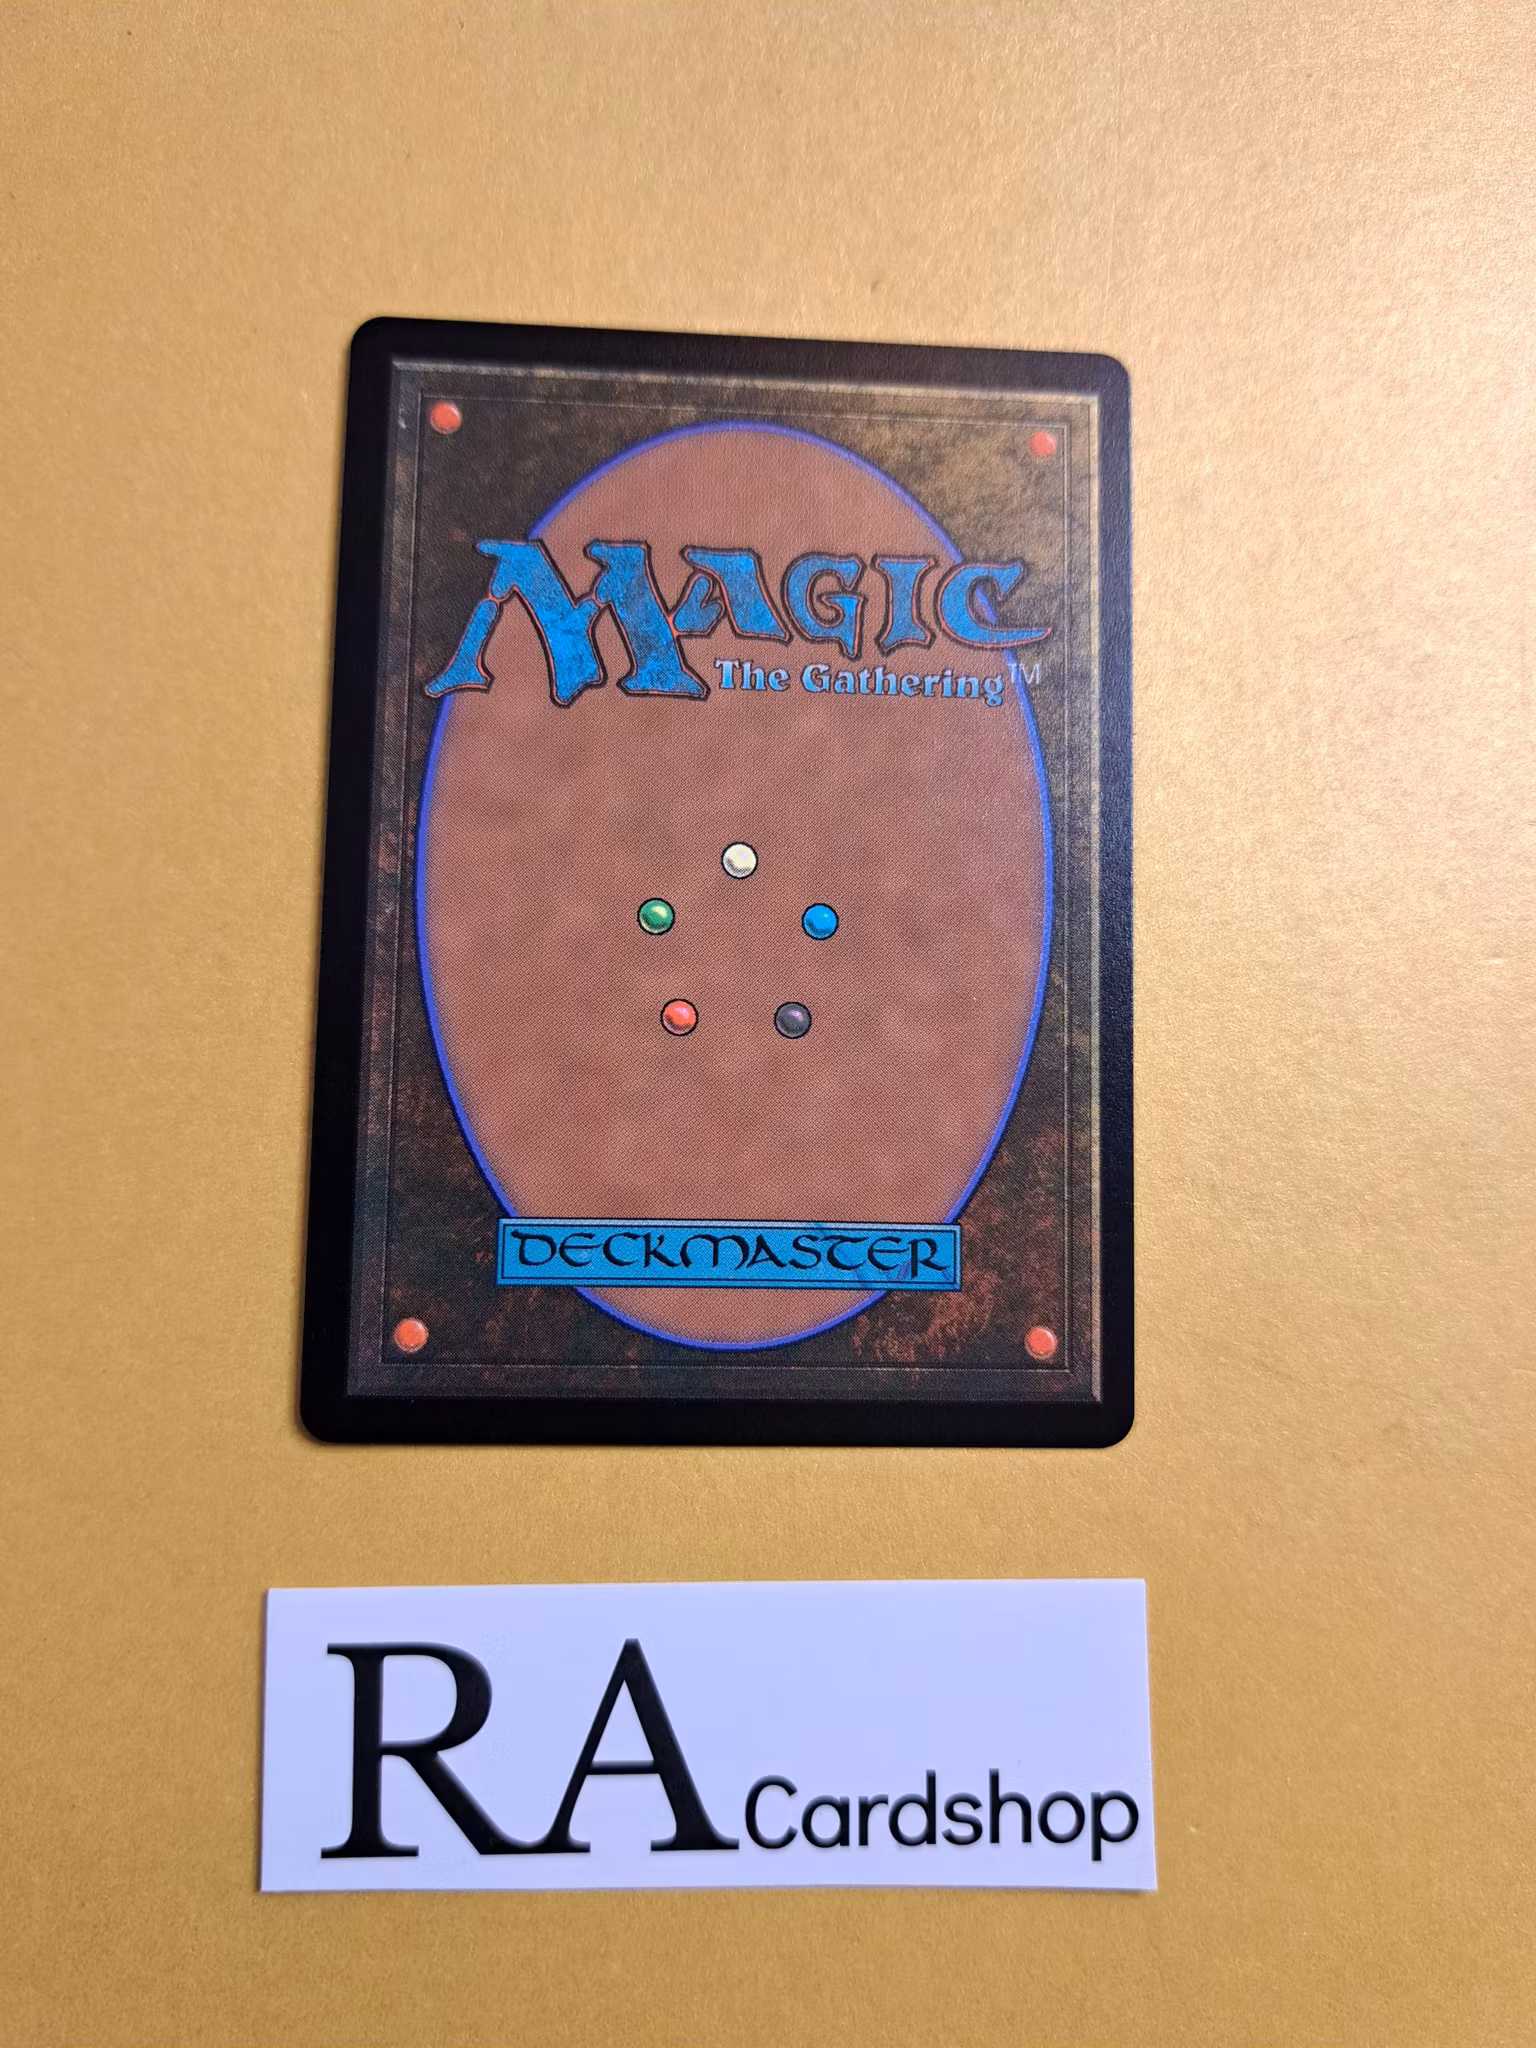 MAGIC
The Gathering™
DECKMASTER
RA Cardshop